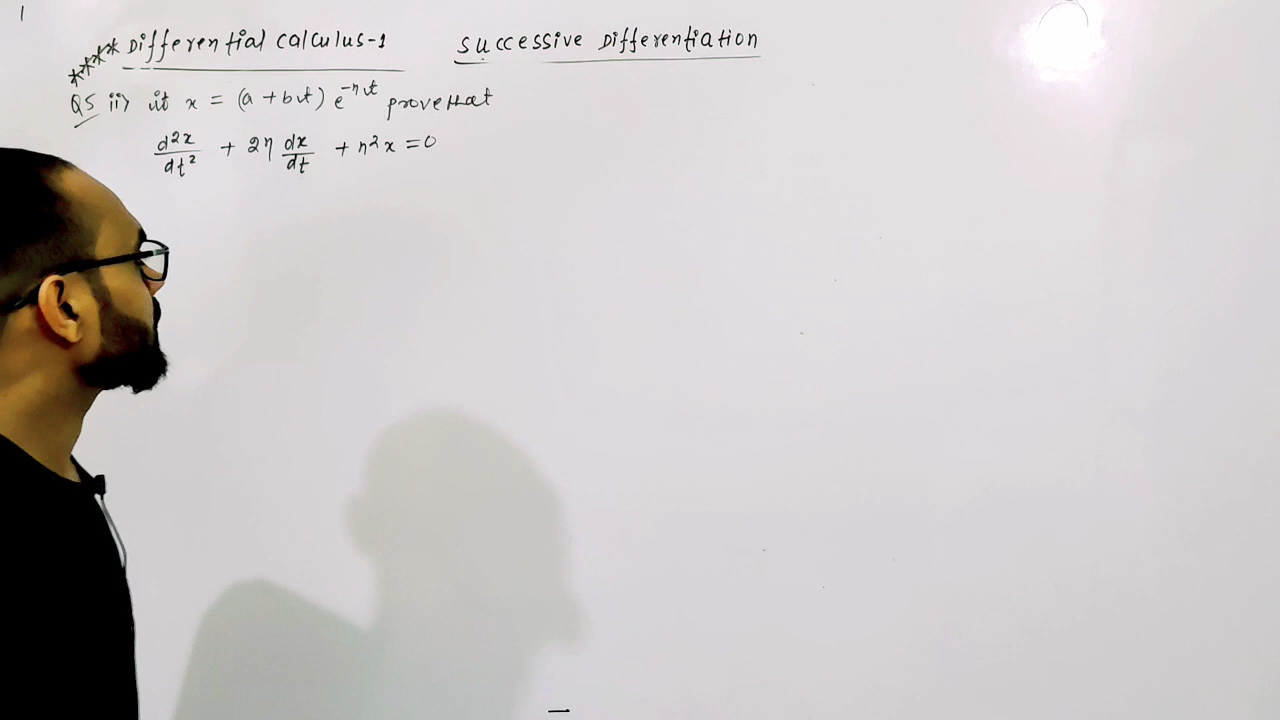 1
**** Differential calculus-1 successive Differentiation
Q5 ii) if x = (a + bt) e^{-nt} prove that
d²x/dt² + 2n dx/dt + n²x = 0